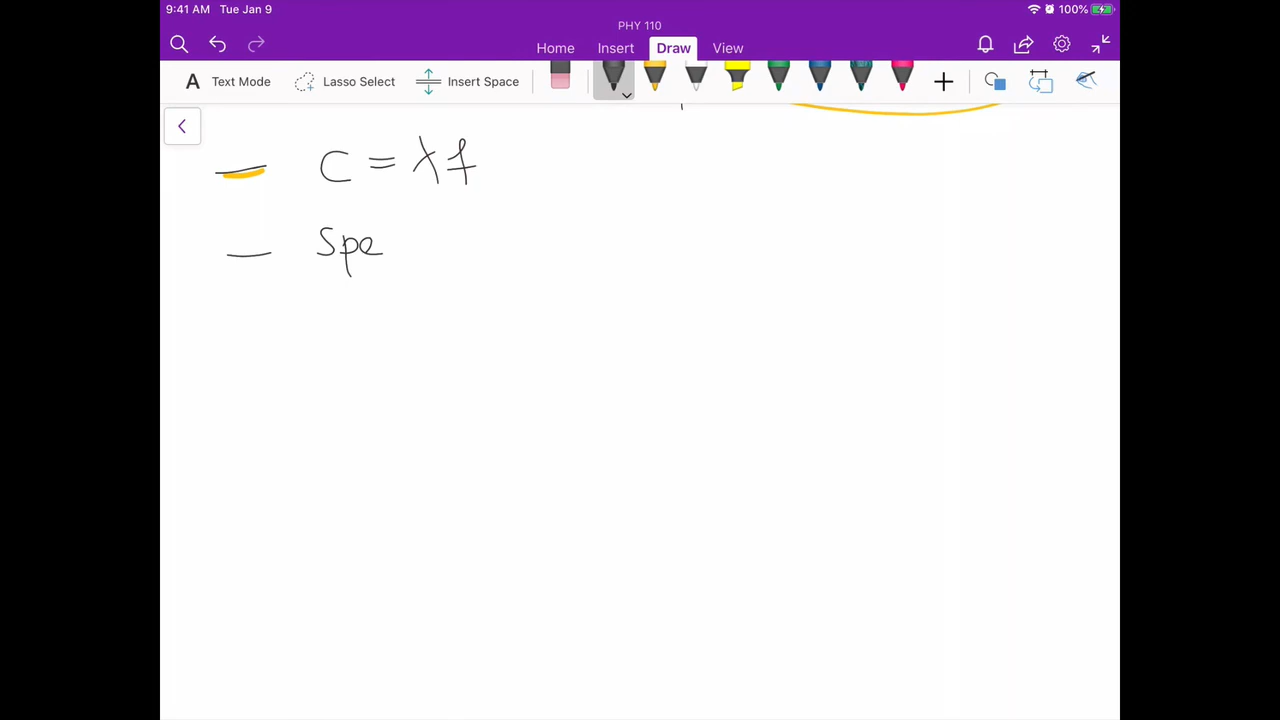 9:41 AM Tue Jan 9 100%
PHY 110
Home Insert Draw View
A Text Mode Lasso Select Insert Space
— C = λf
— Spe